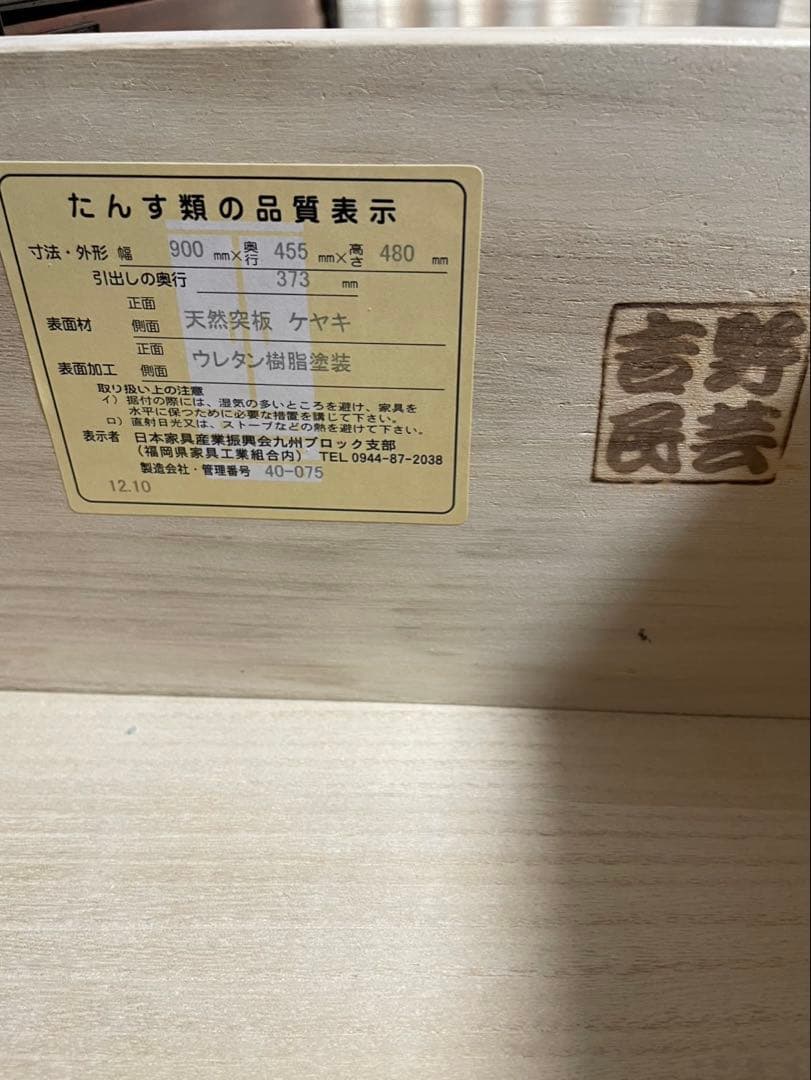 たんす類の品質表示
寸法・外形 幅 900 mm×奥行 455 mm×高さ 480 mm
引出しの奥行 373 mm
表面材 正面 側面 天然突板 ケヤキ
表面加工 正面 側面 ウレタン樹脂塗装
取り扱い上の注意
イ）据付の際には、湿気の多いところを避け、家具を
水平に保つために必要な措置を講じて下さい。
ロ）直射日光又は、ストーブなどの熱を避けて下さい。
表示者 日本家具産業振興会九州ブロック支部
（福岡県家具工業組合内） TEL 0944-87-2038
製造会社・管理番号 40-075
12.10
吉野
民芸